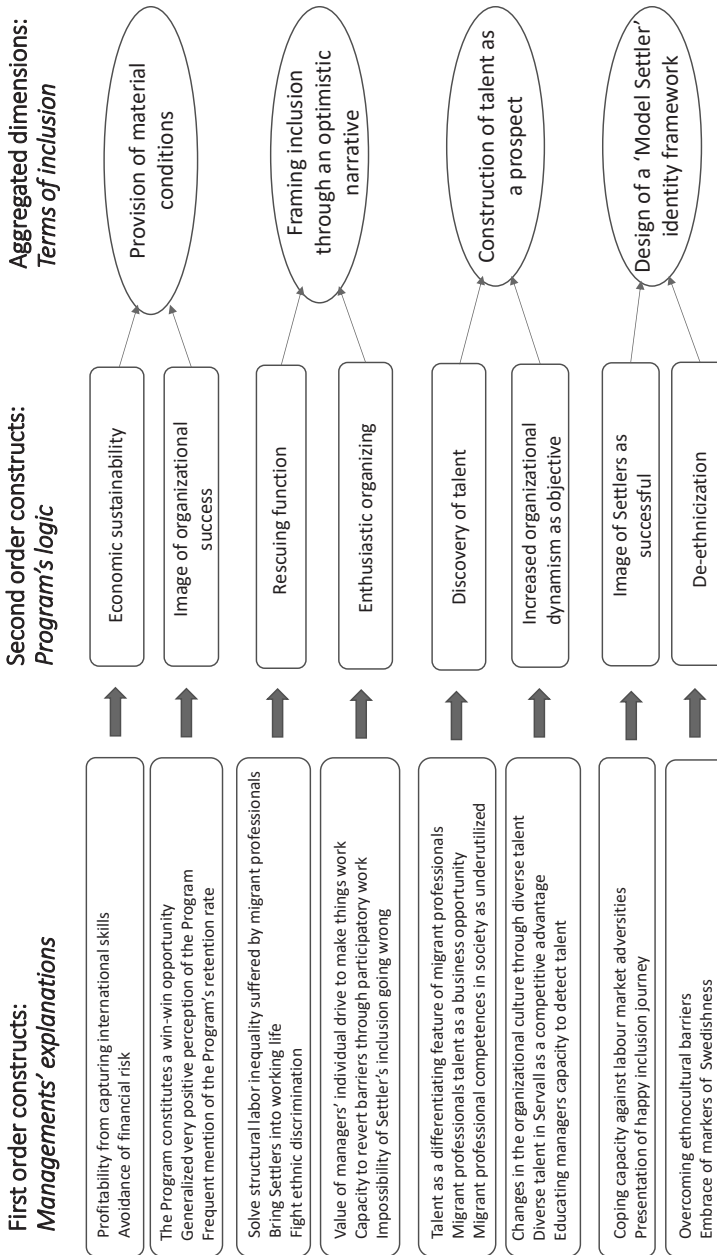 First order constructs:
Managements' explanations
Second order constructs:
Program's logic
Aggregated dimensions:
Terms of inclusion
Profitability from capturing international skills
Avoidance of financial risk
Economic sustainability
The Program constitutes a win-win opportunity
Generalized very positive perception of the Program
Frequent mention of the Program's retention rate
Image of organizational
success
Provision of material
conditions
Solve structural labor inequality suffered by migrant professionals
Bring Settlers into working life
Fight ethnic discrimination
Rescuing function
Value of managers' individual drive to make things work
Capacity to revert barriers through participatory work
Impossibility of Settler's inclusion going wrong
Enthusiastic organizing
Framing inclusion
through an optimistic
narrative
Talent as a differentiating feature of migrant professionals
Migrant professionals talent as a business opportunity
Migrant professional competences in society as underutilized
Discovery of talent
Changes in the organizational culture through diverse talent
Diverse talent in Servall as a competitive advantage
Educating managers capacity to detect talent
Increased organizational
dynamism as objective
Construction of talent as
a prospect
Coping capacity against labour market adversities
Presentation of happy inclusion journey
Image of Settlers as
successful
Overcoming ethnocultural barriers
Embrace of markers of Swedishness
De-ethnicization
Design of a 'Model Settler'
identity framework